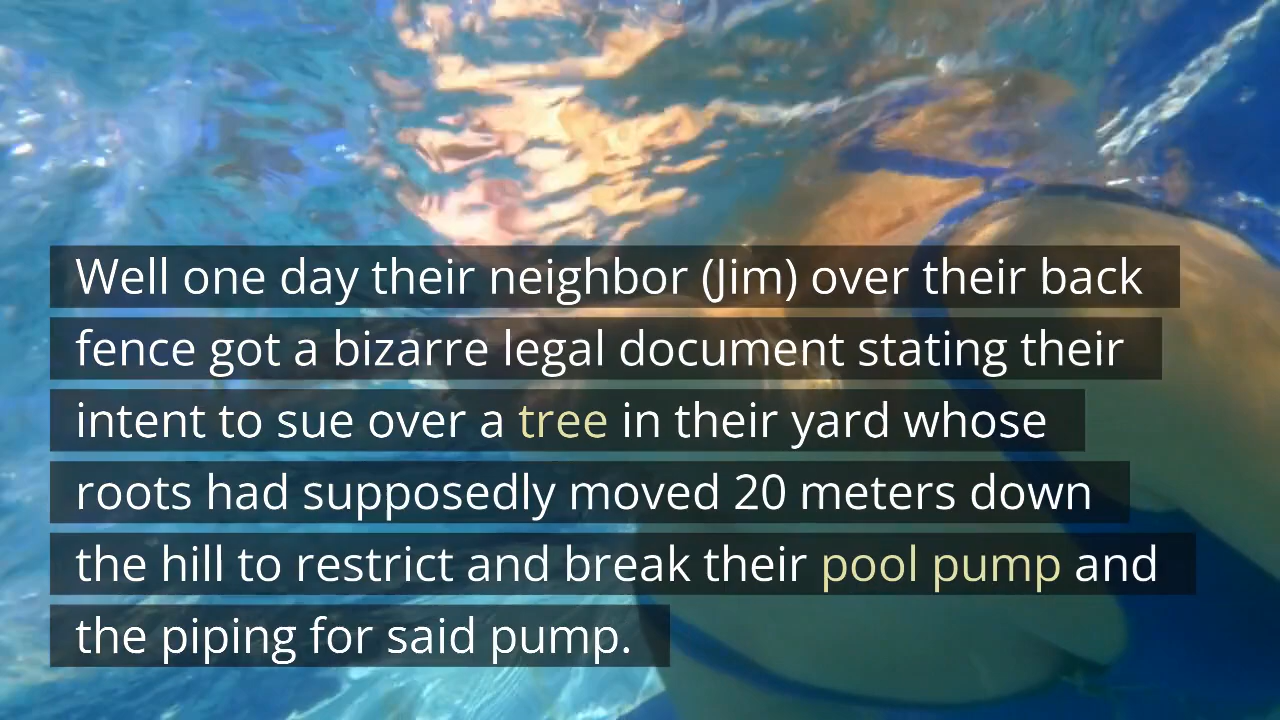 Well one day their neighbor (Jim) over their back
fence got a bizarre legal document stating their
intent to sue over a tree in their yard whose
roots had supposedly moved 20 meters down
the hill to restrict and break their pool pump and
the piping for said pump.